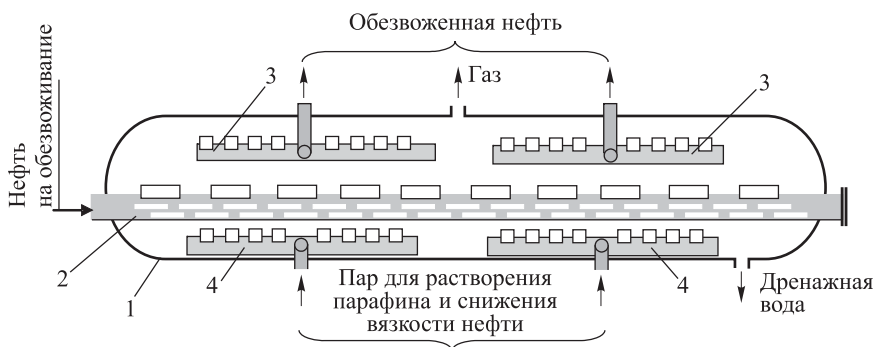 Обезвоженная нефть
Газ
3
3
Нефть
на обезвоживание
2
1
4
Пар для растворения
парафина и снижения
вязкости нефти
4
Дренажная
вода